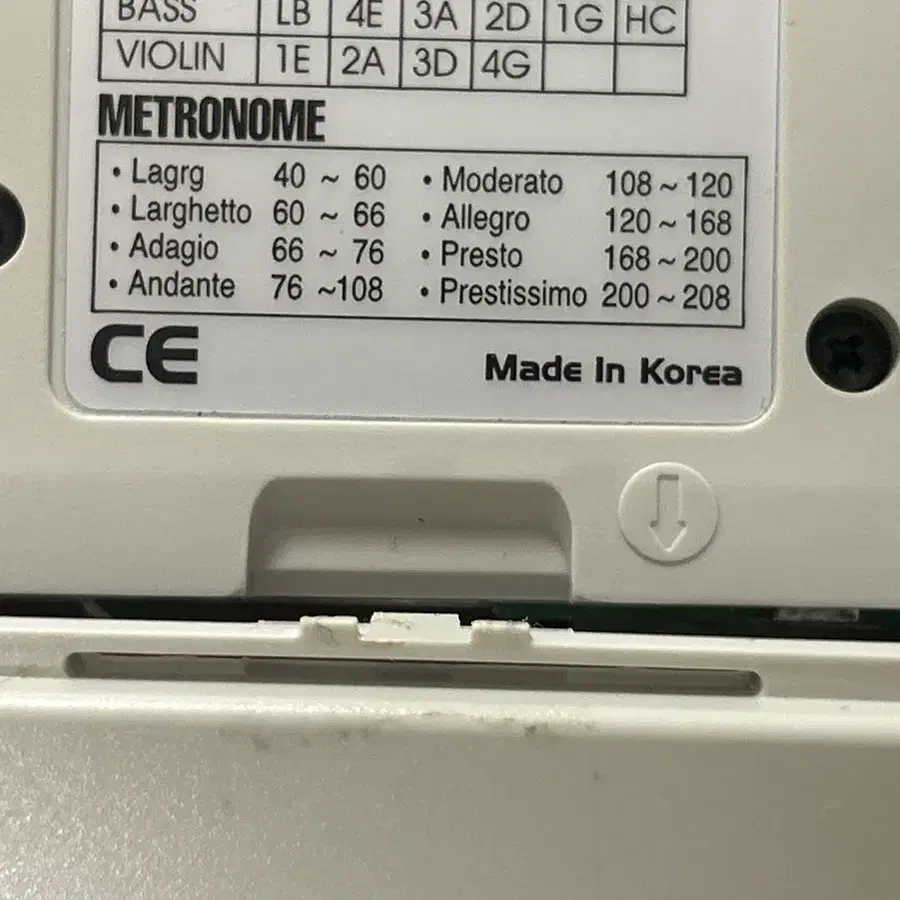 BASS LB 4E 3A 2D 1G HC
VIOLIN 1E 2A 3D 4G
METRONOME
• Lagrg 40 ~ 60 • Moderato 108 ~ 120
• Larghetto 60 ~ 66 • Allegro 120 ~ 168
• Adagio 66 ~ 76 • Presto 168 ~ 200
• Andante 76 ~108 • Prestissimo 200 ~ 208
CE
Made In Korea